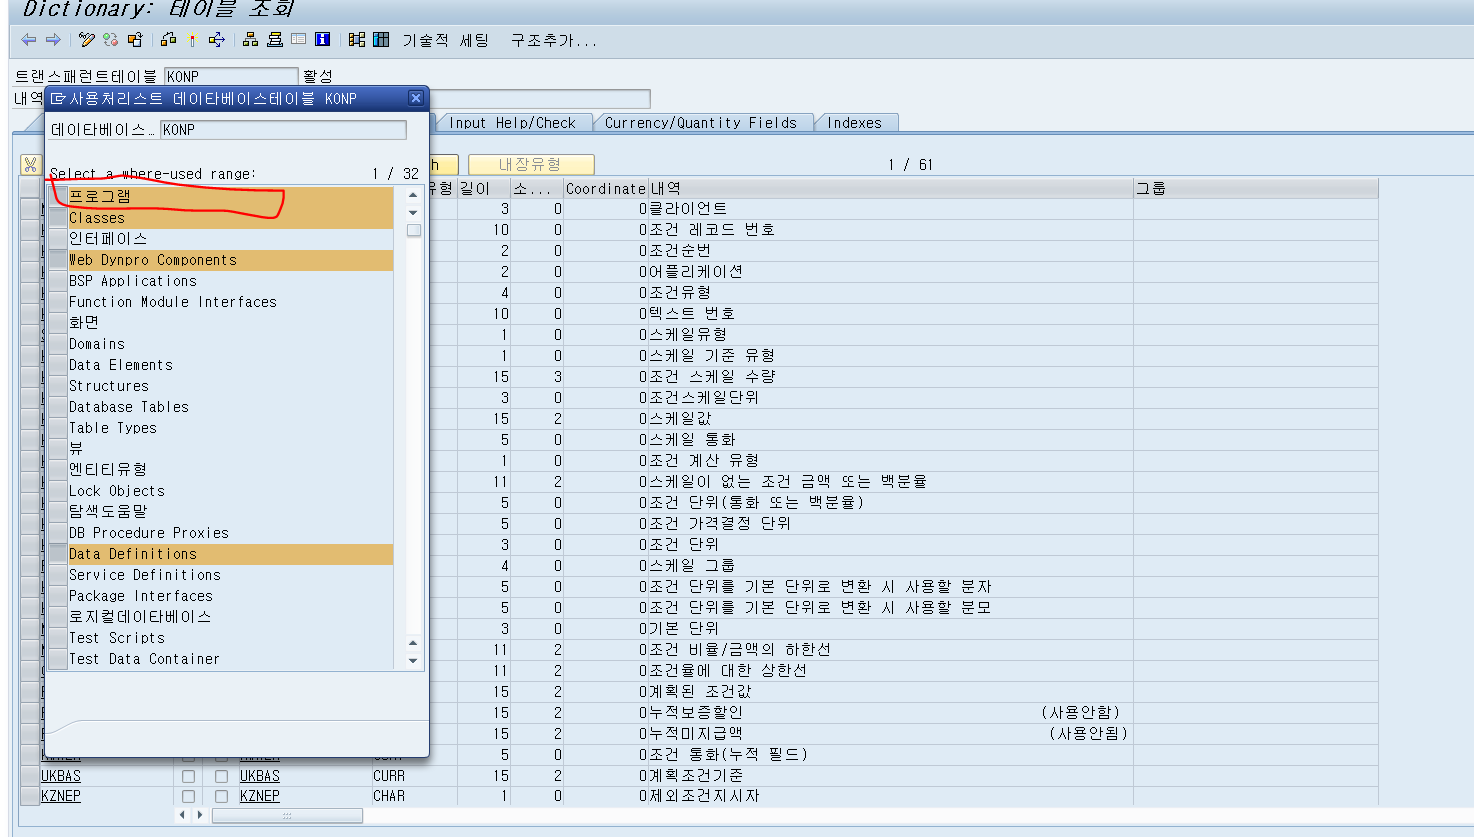 Dictionary: 테이블 조회
기술적 세팅 구조추가...
트랜스패런트테이블 KONP 활성
내역
사용처리스트 데이타베이스테이블 KONP
데이타베이스… KONP
Select a where-used range: 1 / 32
프로그램
Classes
인터페이스
Web Dynpro Components
BSP Applications
Function Module Interfaces
화면
Domains
Data Elements
Structures
Database Tables
Table Types
뷰
엔티티유형
Lock Objects
탐색도움말
DB Procedure Proxies
Data Definitions
Service Definitions
Package Interfaces
로지컬데이타베이스
Test Scripts
Test Data Container
Input Help/Check Currency/Quantity Fields Indexes
h 내장유형 1 / 61
유형 길이 소... Coordinate 내역 그룹
3 0 0 클라이언트
10 0 0 조건 레코드 번호
2 0 0 조건순번
2 0 0 어플리케이션
4 0 0 조건유형
10 0 0 텍스트 번호
1 0 0 스케일유형
1 0 0 스케일 기준 유형
15 3 0 조건 스케일 수량
3 0 0 조건스케일단위
15 2 0 스케일값
5 0 0 스케일 통화
1 0 0 조건 계산 유형
11 2 0 스케일이 없는 조건 금액 또는 백분율
5 0 0 조건 단위(통화 또는 백분율)
5 0 0 조건 가격결정 단위
3 0 0 조건 단위
4 0 0 스케일 그룹
5 0 0 조건 단위를 기본 단위로 변환 시 사용할 분자
5 0 0 조건 단위를 기본 단위로 변환 시 사용할 분모
3 0 0 기본 단위
11 2 0 조건 비율/금액의 하한선
11 2 0 조건율에 대한 상한선
15 2 0 계획된 조건값
15 2 0 누적보증할인 (사용안함)
15 2 0 누적미지급액 (사용안됨)
5 0 0 조건 통화(누적 필드)
UKBAS UKBAS CURR 15 2 0 계획조건기준
KZNEP KZNEP CHAR 1 0 0 제외조건지시자